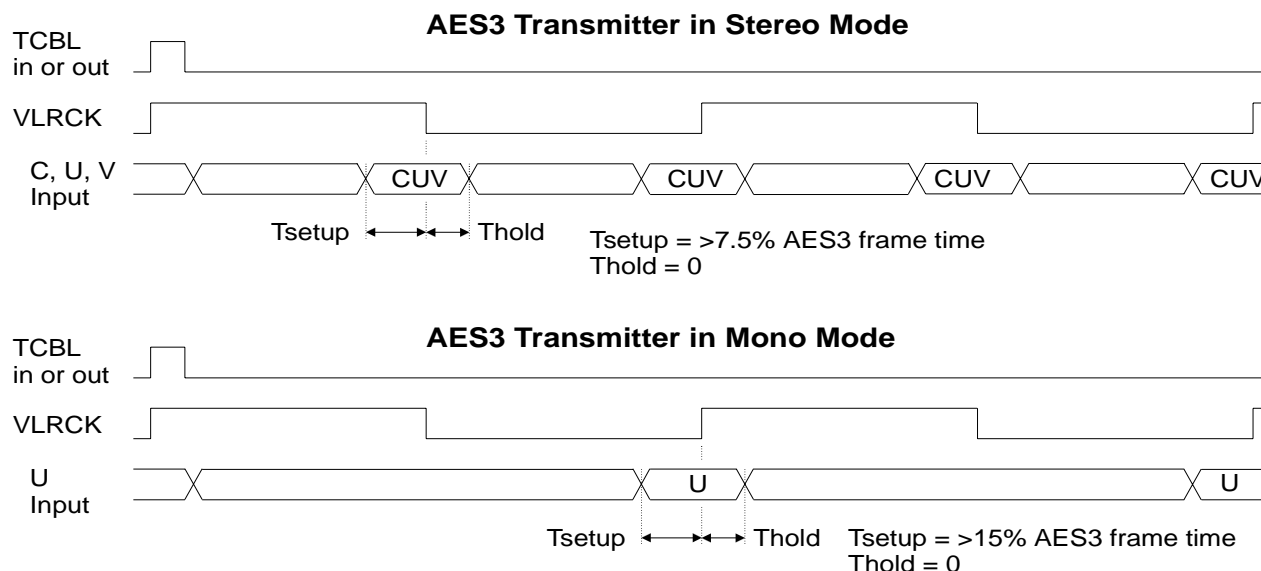 AES3 Transmitter in Stereo Mode
TCBL
in or out
VLRCK
C, U, V
Input
CUV CUV CUV CUV
Tsetup Thold
Tsetup = >7.5% AES3 frame time
Thold = 0
AES3 Transmitter in Mono Mode
TCBL
in or out
VLRCK
U
Input
U U
Tsetup Thold
Tsetup = >15% AES3 frame time
Thold = 0